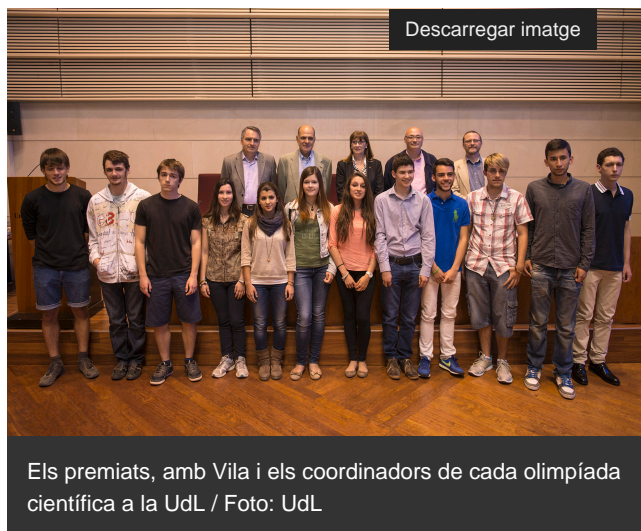 Descarregar imatge
Els premiats, amb Vila i els coordinadors de cada olimpíada
científica a la UdL / Foto: UdL